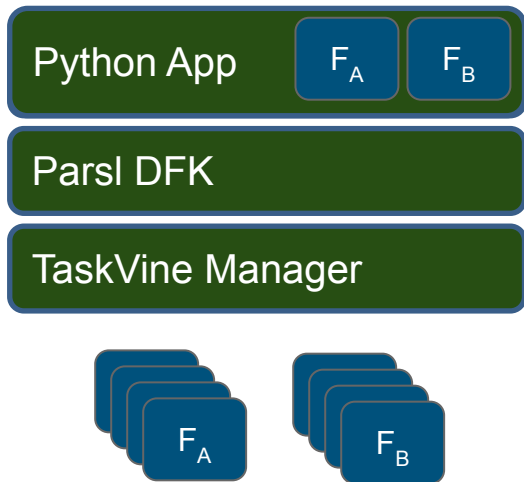 Python App F_A F_B
Parsl DFK
TaskVine Manager
F_A F_B